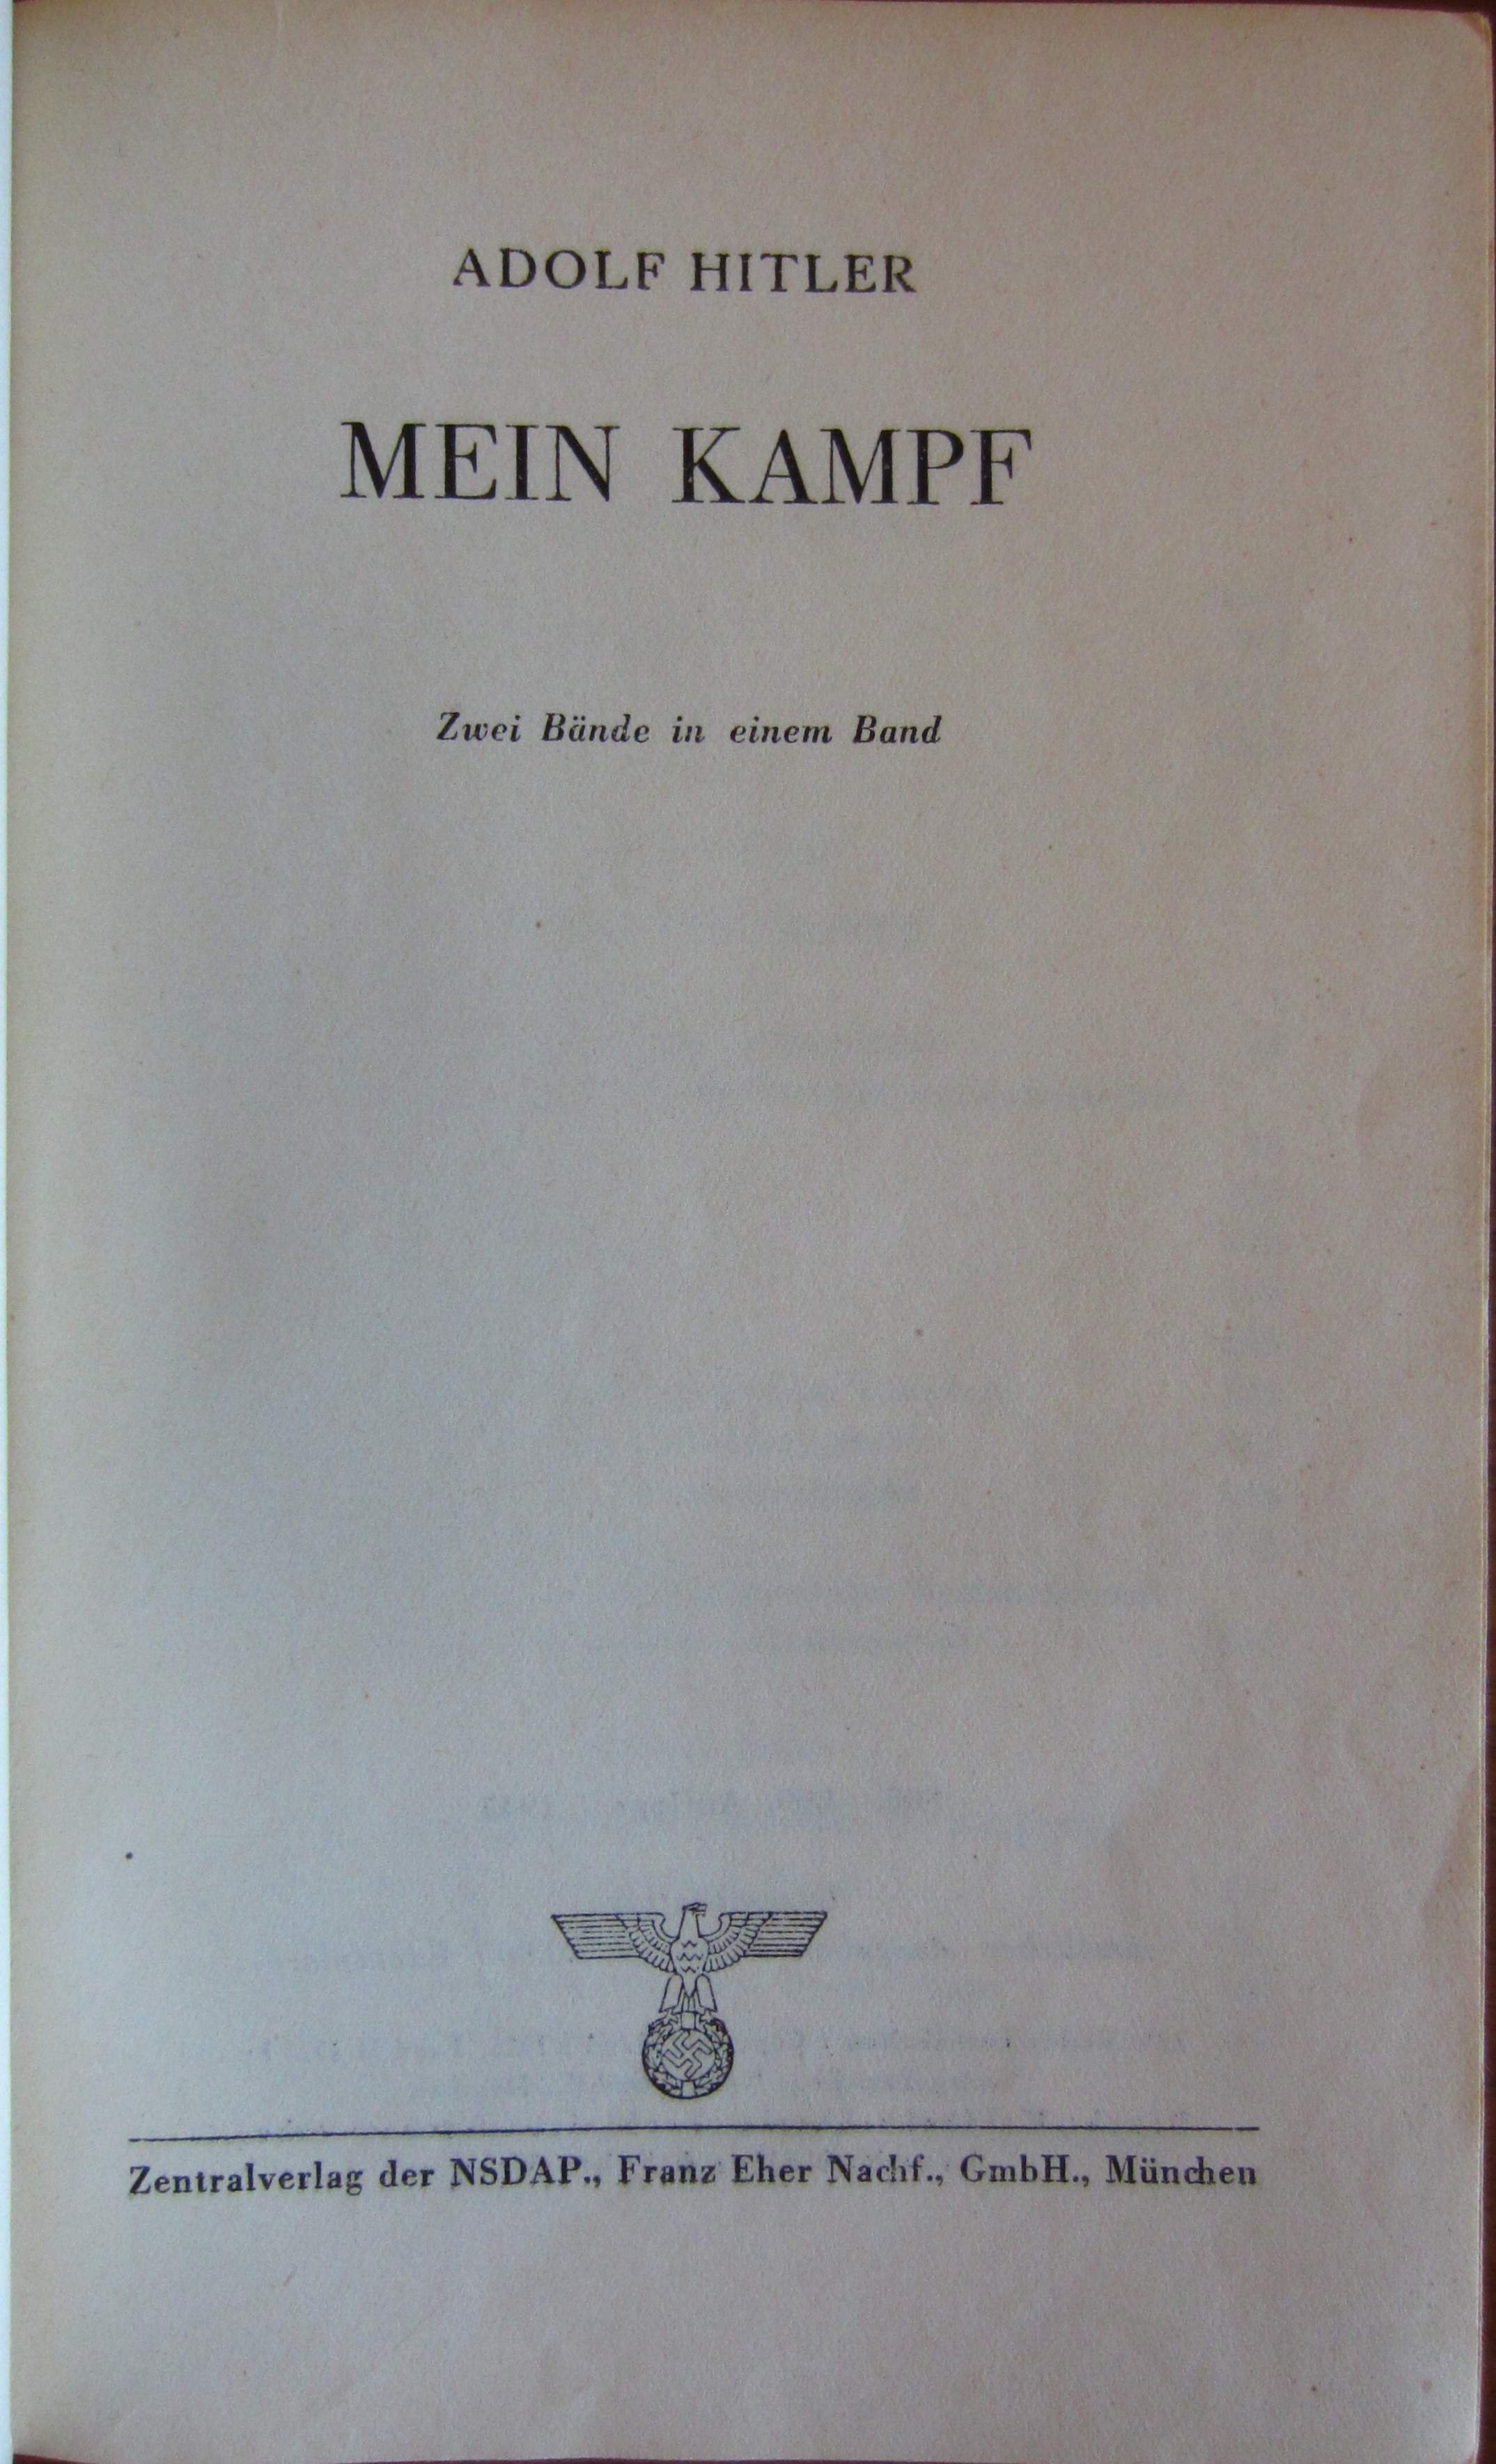 ADOLF HITLER
MEIN KAMPF
Zwei Bände in einem Band
Zentralverlag der NSDAP., Franz Eher Nachf., GmbH., München